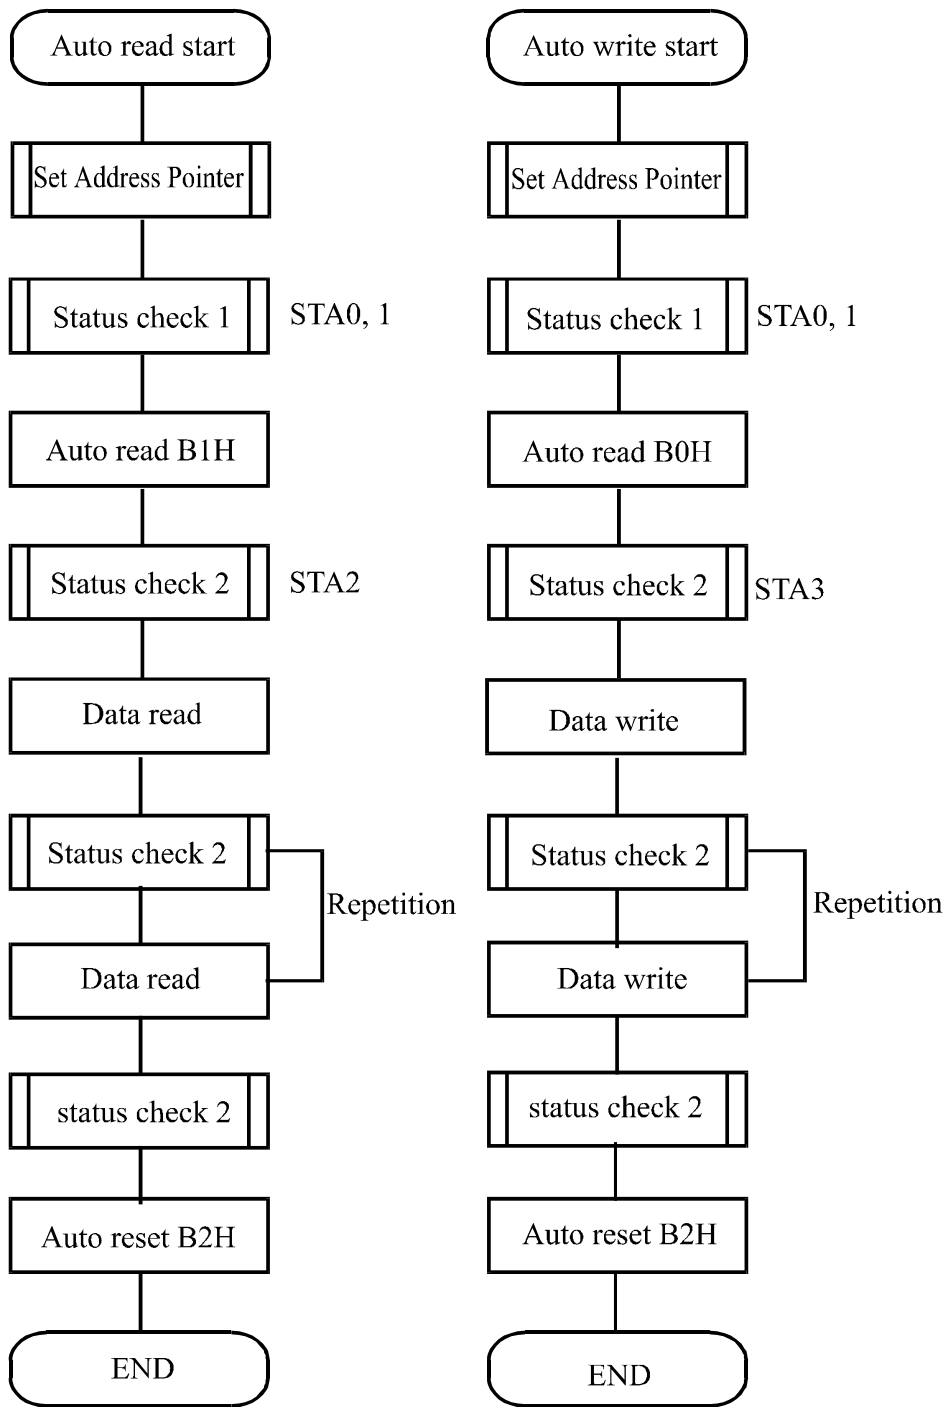 Auto read start
Set Address Pointer
Status check 1
STA0, 1
Auto read B1H
Status check 2
STA2
Data read
Status check 2
Repetition
Data read
status check 2
Auto reset B2H
END
Auto write start
Set Address Pointer
Status check 1
STA0, 1
Auto read B0H
Status check 2
STA3
Data write
Status check 2
Repetition
Data write
status check 2
Auto reset B2H
END